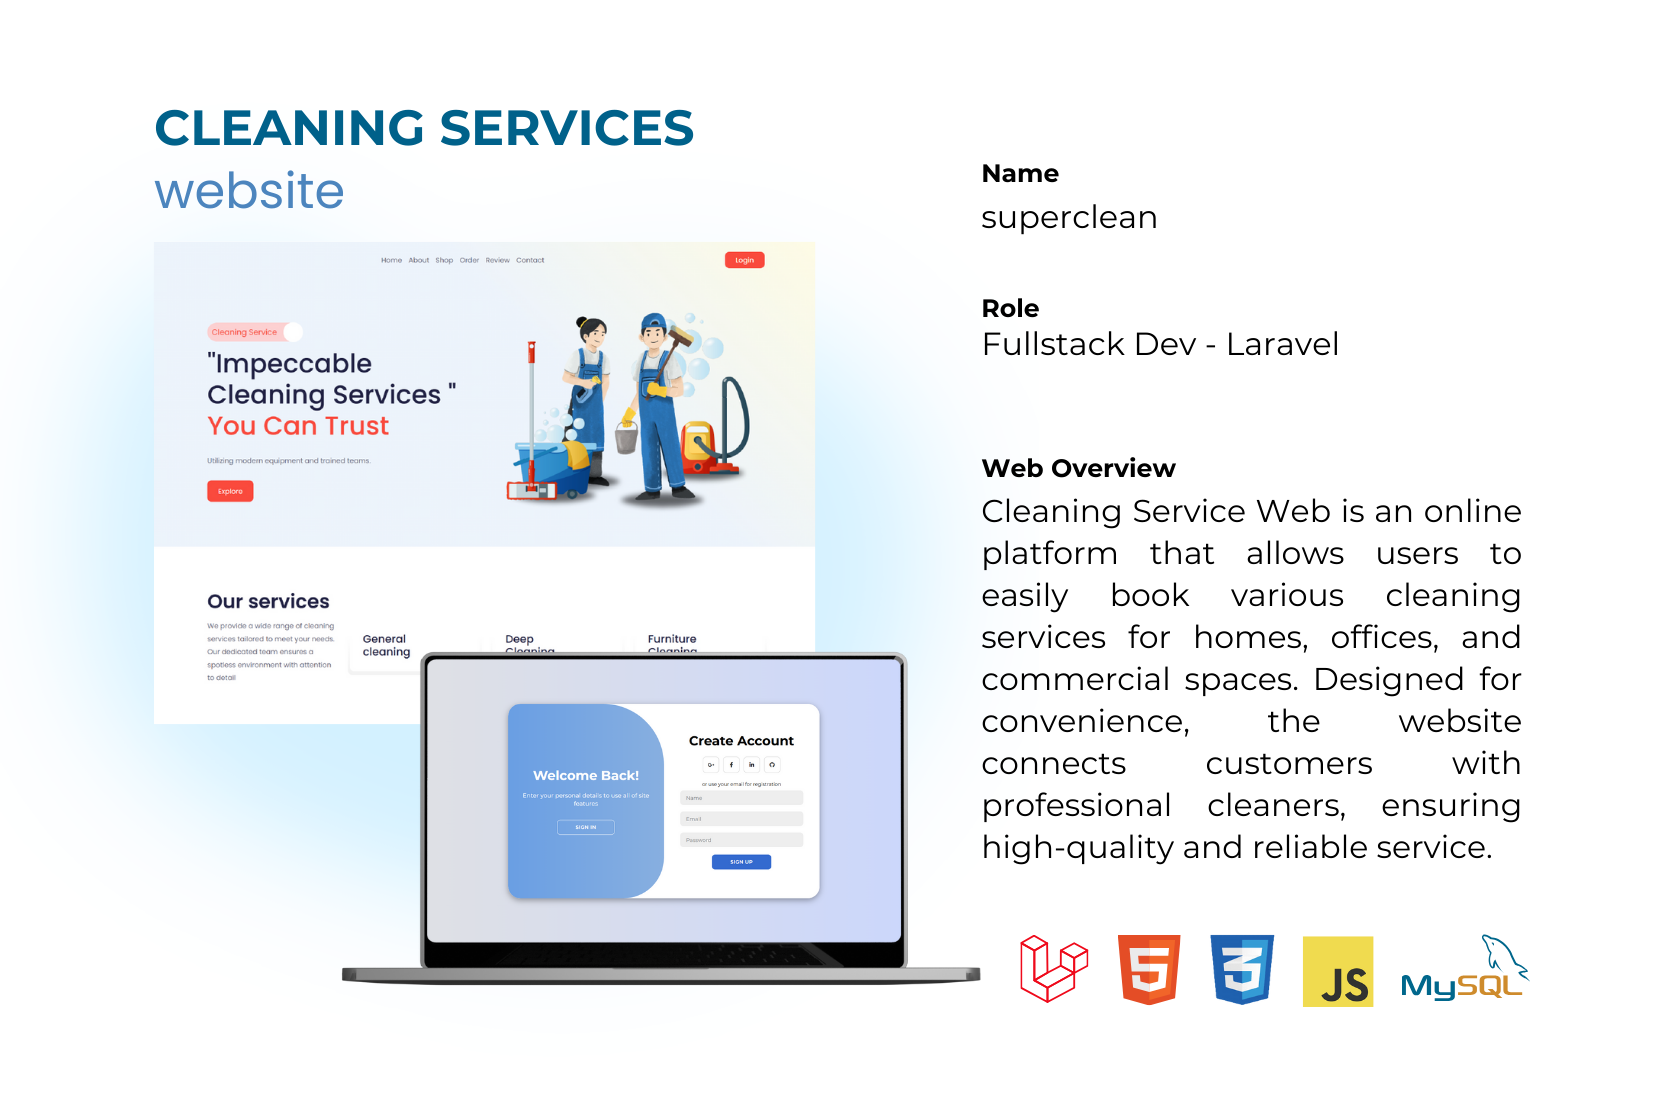 CLEANING SERVICES
website
Home About Shop Order Review Contact
Login
Cleaning Service
"Impeccable
Cleaning Services "
You Can Trust
Utilizing modern equipment and trained teams.
Explore
Our services
We provide a wide range of cleaning
services tailored to meet your needs.
Our dedicated team ensures a
spotless environment with attention
to detail
General
cleaning
Deep
Cleaning
Furniture
Cleaning
Welcome Back!
Enter your personal details to use all of site
features
SIGN IN
Create Account
G+ f in
or use your email for registration
Name
Email
Password
SIGN UP
Name
superclean
Role
Fullstack Dev - Laravel
Web Overview
Cleaning Service Web is an online
platform that allows users to
easily book various cleaning
services for homes, offices, and
commercial spaces. Designed for
convenience, the website
connects customers with
professional cleaners, ensuring
high-quality and reliable service.
5
3
JS
MySQL